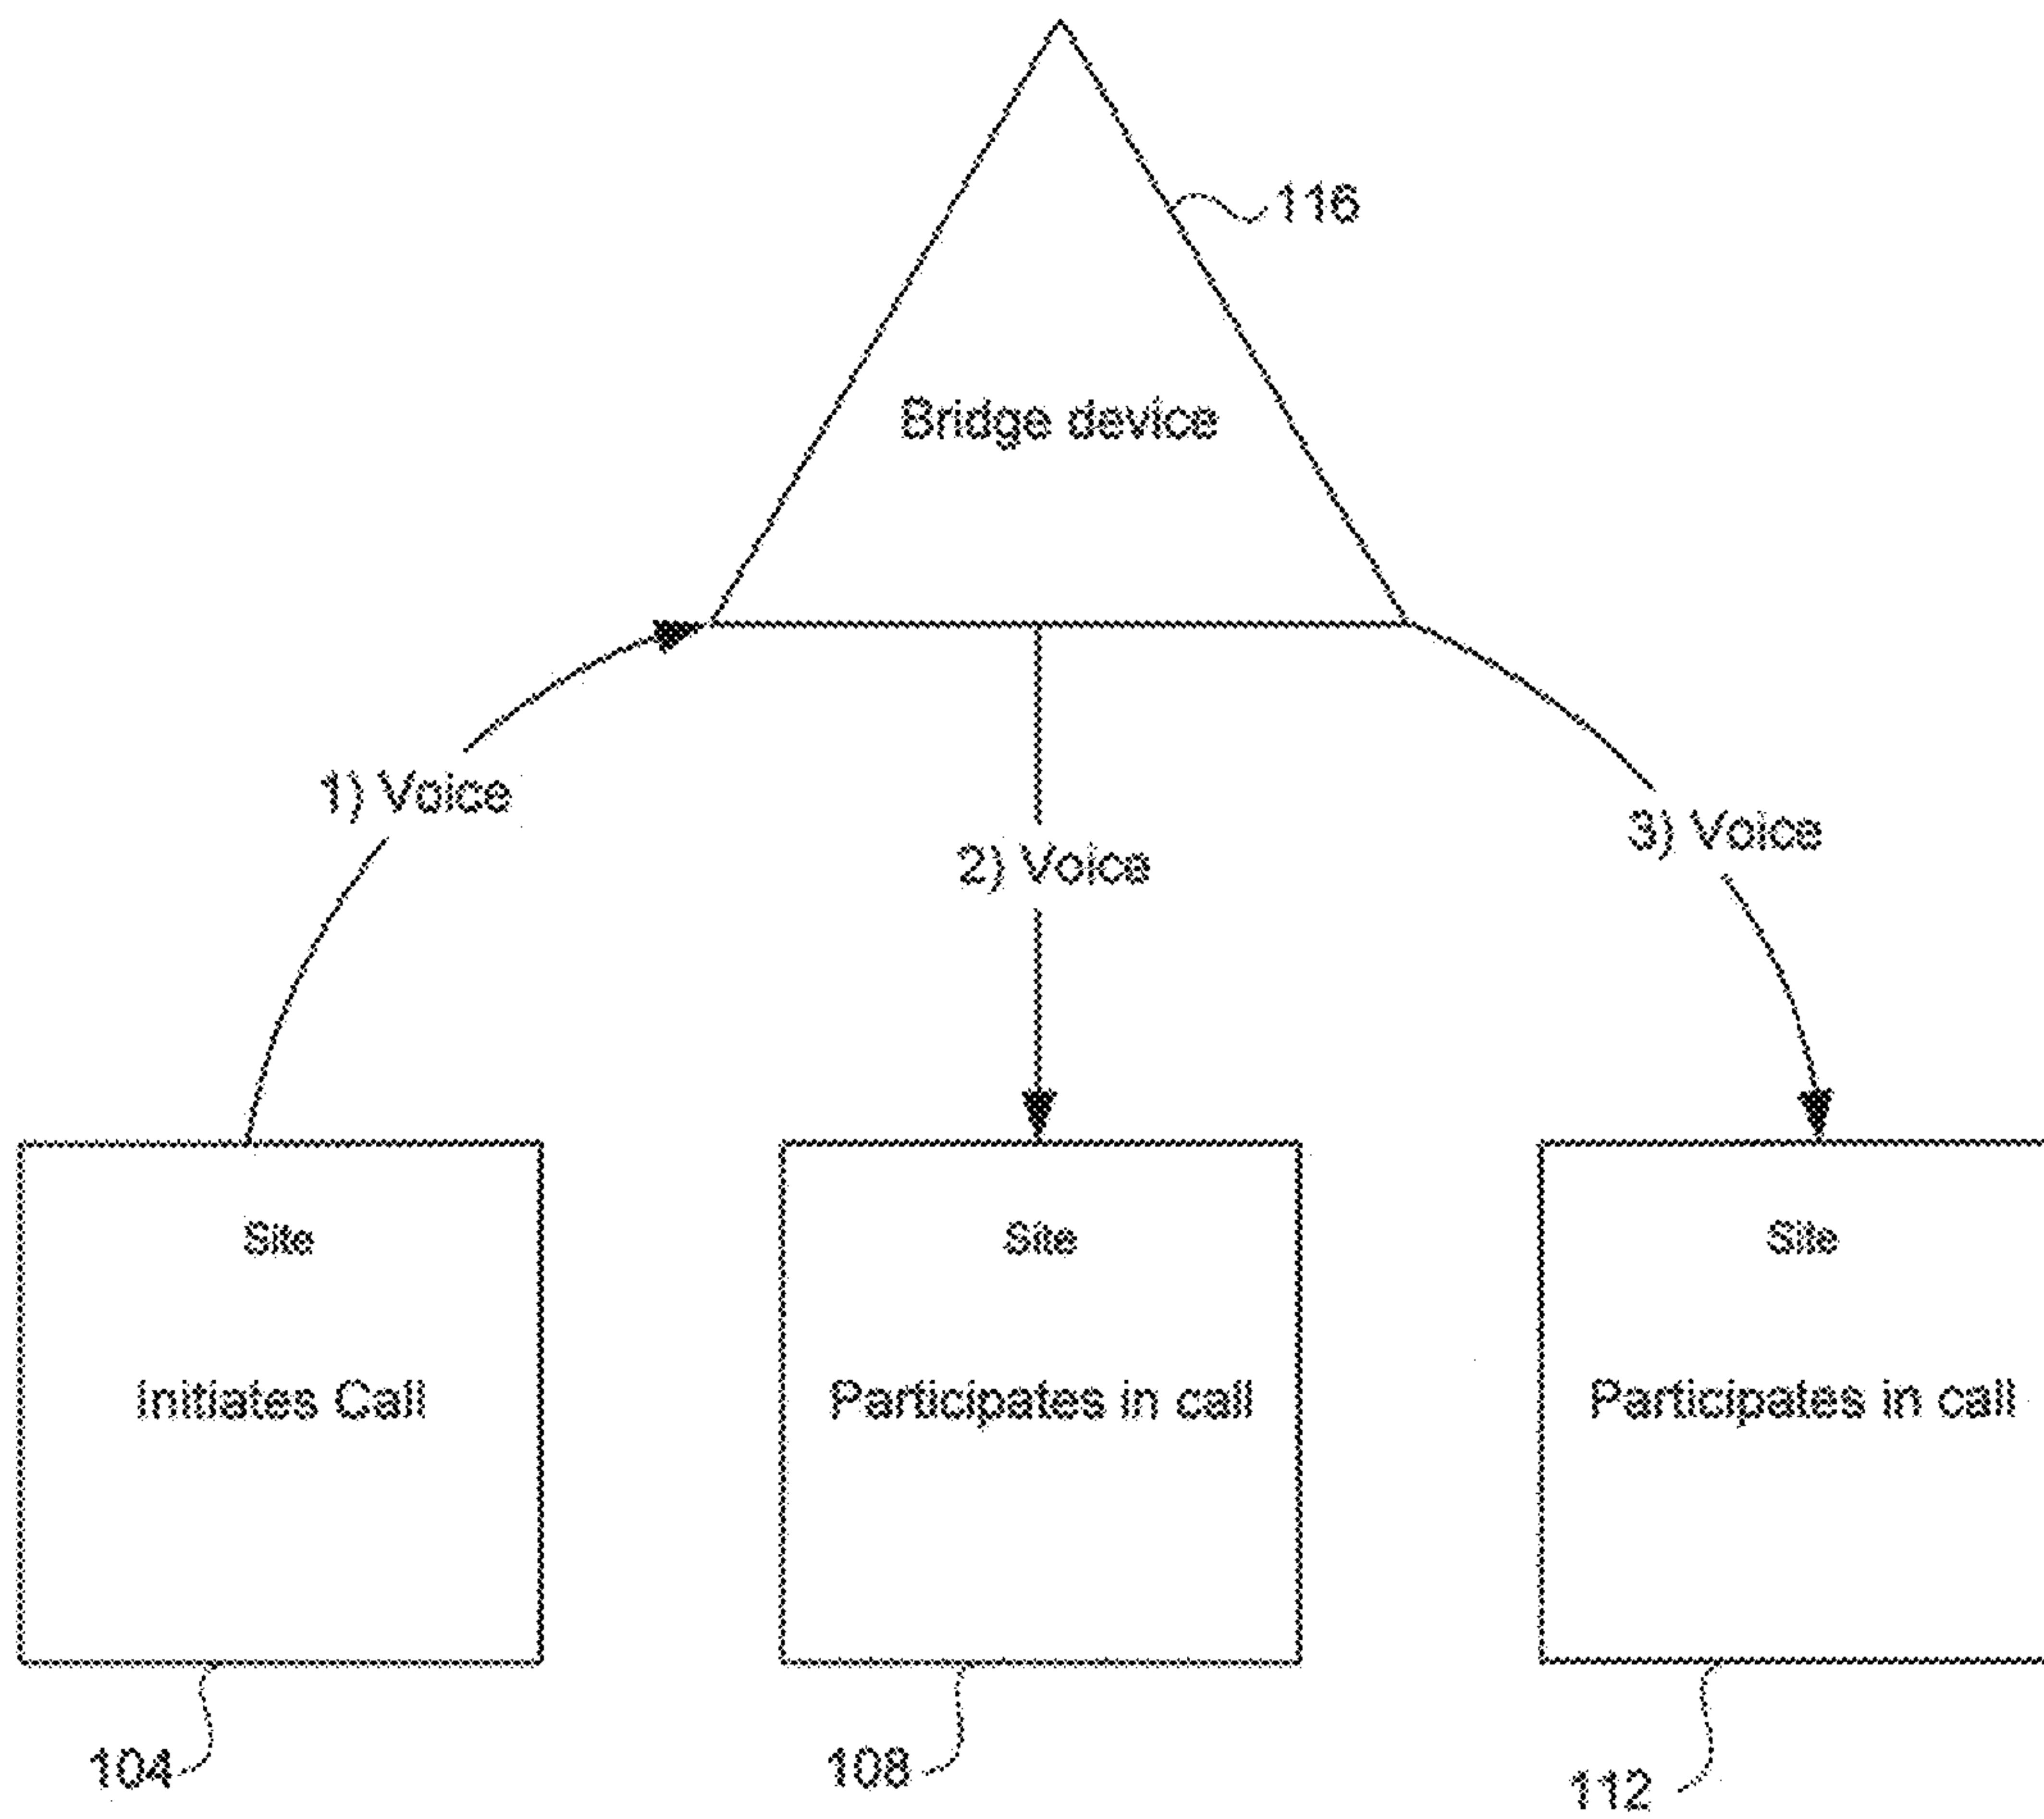 116
Bridge device
1) Voice
2) Voice
3) Voice
Site
Initiates Call
Site
Participates in call
Site
Participates in call
104
108
112